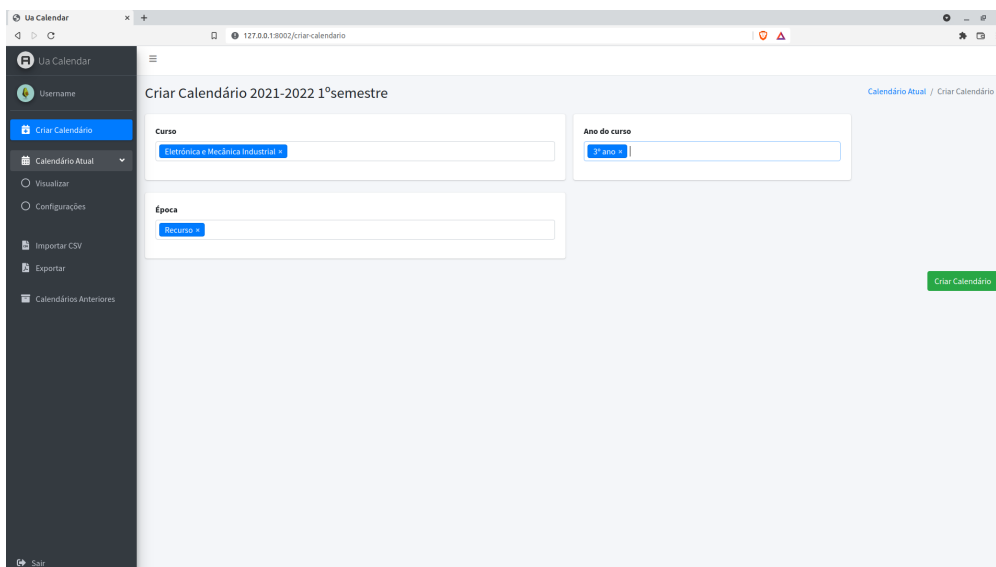 Ua Calendar × +
127.0.0.1:8002/criar-calendario
Ua Calendar
Username
Criar Calendário
Calendário Atual
Visualizar
Configurações
Importar CSV
Exportar
Calendários Anteriores
Sair
Criar Calendário 2021-2022 1ºsemestre
Calendário Atual / Criar Calendário
Curso
Eletrónica e Mecânica Industrial ×
Ano do curso
3º ano ×
Época
Recurso ×
Criar Calendário